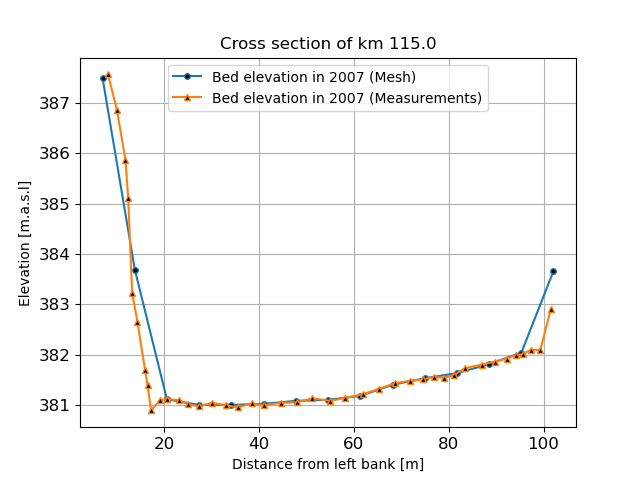 Cross section of km 115.0
Bed elevation in 2007 (Mesh)
Bed elevation in 2007 (Measurements)
387
386
385
384
383
382
381
Elevation [m.a.s.l]
20 40 60 80 100
Distance from left bank [m]